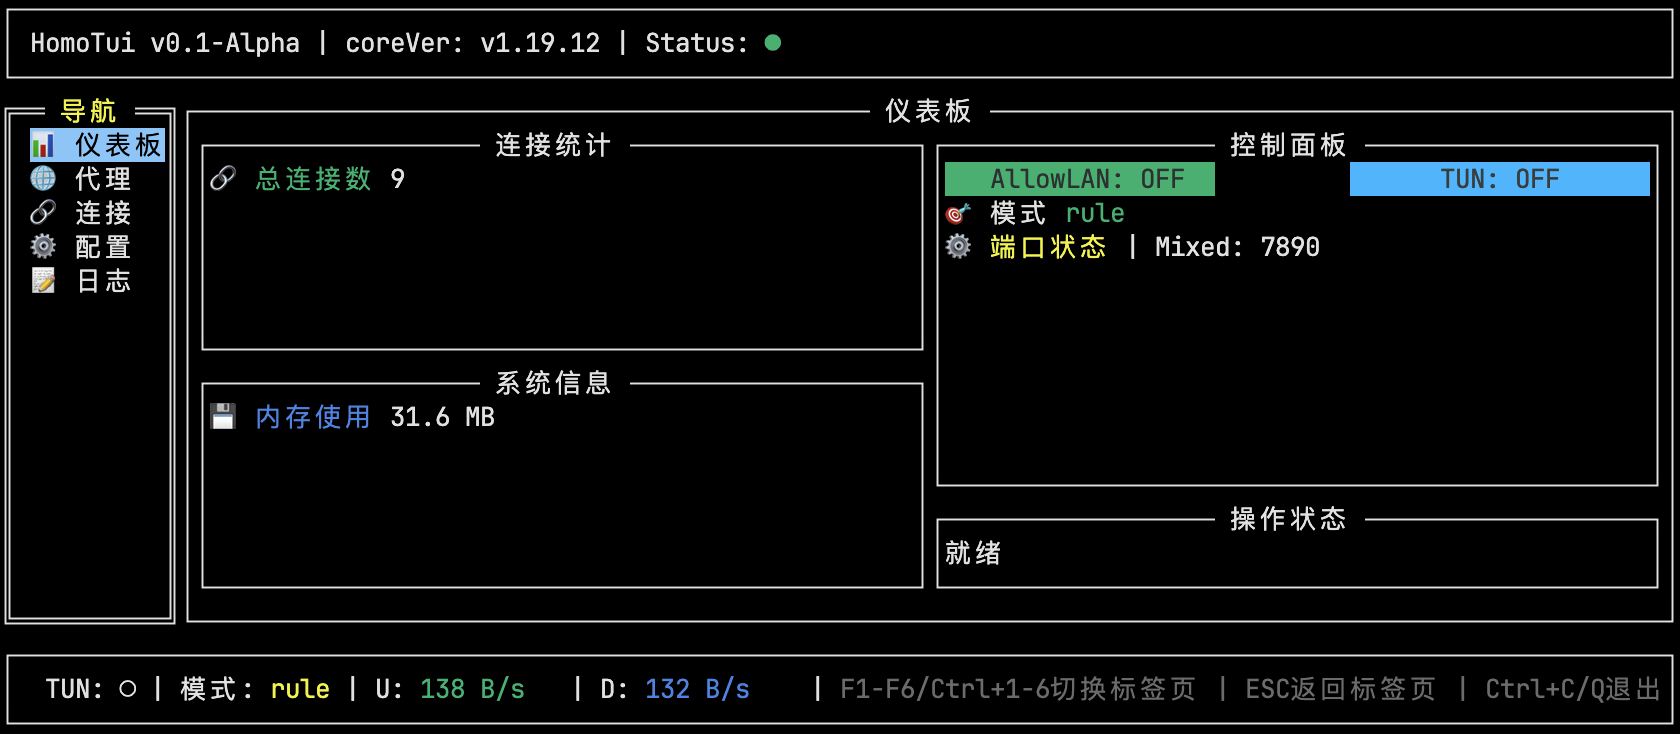 HomoTui v0.1-Alpha | coreVer: v1.19.12 | Status:
导航
仪表板
代理
连接
配置
日志
仪表板
连接统计
总连接数 9
系统信息
内存使用 31.6 MB
控制面板
AllowLAN: OFF
TUN: OFF
模式 rule
端口状态 | Mixed: 7890
操作状态
就绪
TUN: ○ | 模式: rule | U: 138 B/s | D: 132 B/s | F1-F6/Ctrl+1-6切换标签页 | ESC返回标签页 | Ctrl+C/Q退出